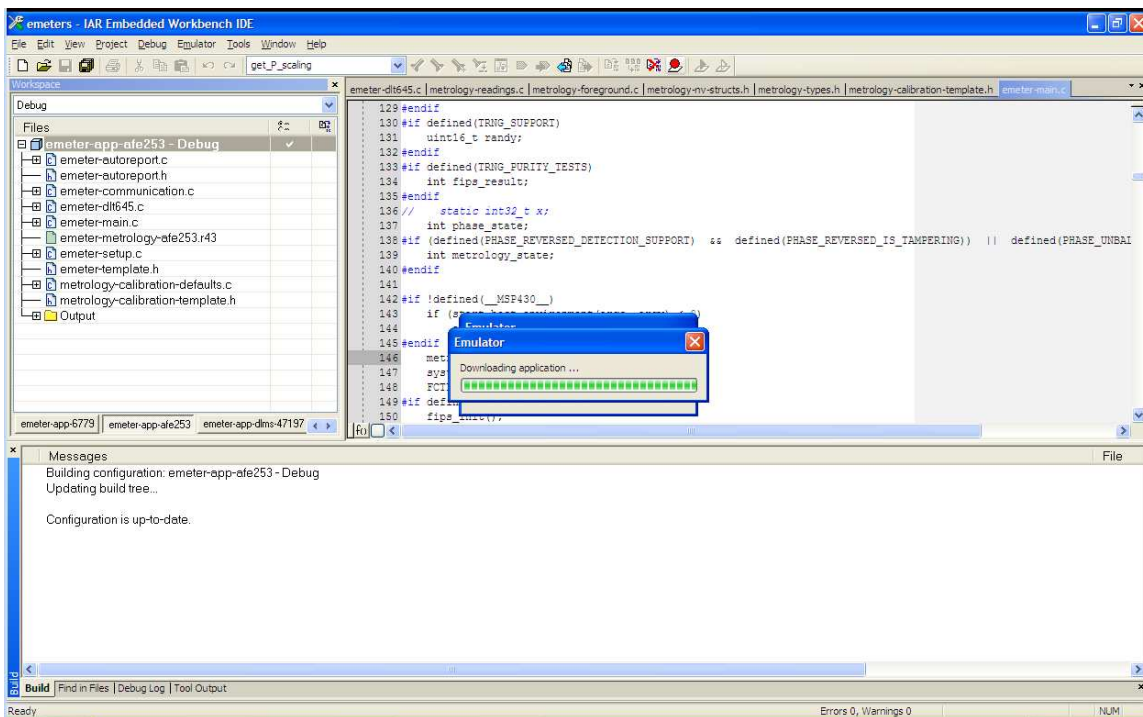 emeters - IAR Embedded Workbench IDE
File Edit View Project Debug Emulator Tools Window Help
get_P_scaling
Workspace
Debug
Files
emeter-app-afe253 - Debug
emeter-autoreport.c
emeter-autoreport.h
emeter-communication.c
emeter-dlt645.c
emeter-main.c
emeter-metrology-afe253.r43
emeter-setup.c
emeter-template.h
metrology-calibration-defaults.c
metrology-calibration-template.h
Output
emeter-app-6779 emeter-app-afe253 emeter-app-dlms-47197
emeter-dlt645.c | metrology-readings.c | metrology-foreground.c | metrology-nv-structs.h | metrology-types.h | metrology-calibration-template.h emeter-main.c
129 #endif
130 #if defined(TRNG_SUPPORT)
131 uint16_t randy;
132 #endif
133 #if defined(TRNG_PURITY_TESTS)
134 int fips_result;
135 #endif
136 // static int32_t x;
137 int phase_state;
138 #if (defined(PHASE_REVERSED_DETECTION_SUPPORT) && defined(PHASE_REVERSED_IS_TAMPERING)) || defined(PHASE_UNBAI
139 int metrology_state;
140 #endif
141
142 #if !defined(__MSP430__)
143 if
144
145 #endif
146 met
147 sys
148 FCT
149 #if defin
150 fips_init();
Emulator
Emulator
Downloading application ...
Messages File
Building configuration: emeter-app-afe253 - Debug
Updating build tree...
Configuration is up-to-date.
Build
Build Find in Files | Debug Log | Tool Output
Ready Errors 0, Warnings 0 NUM